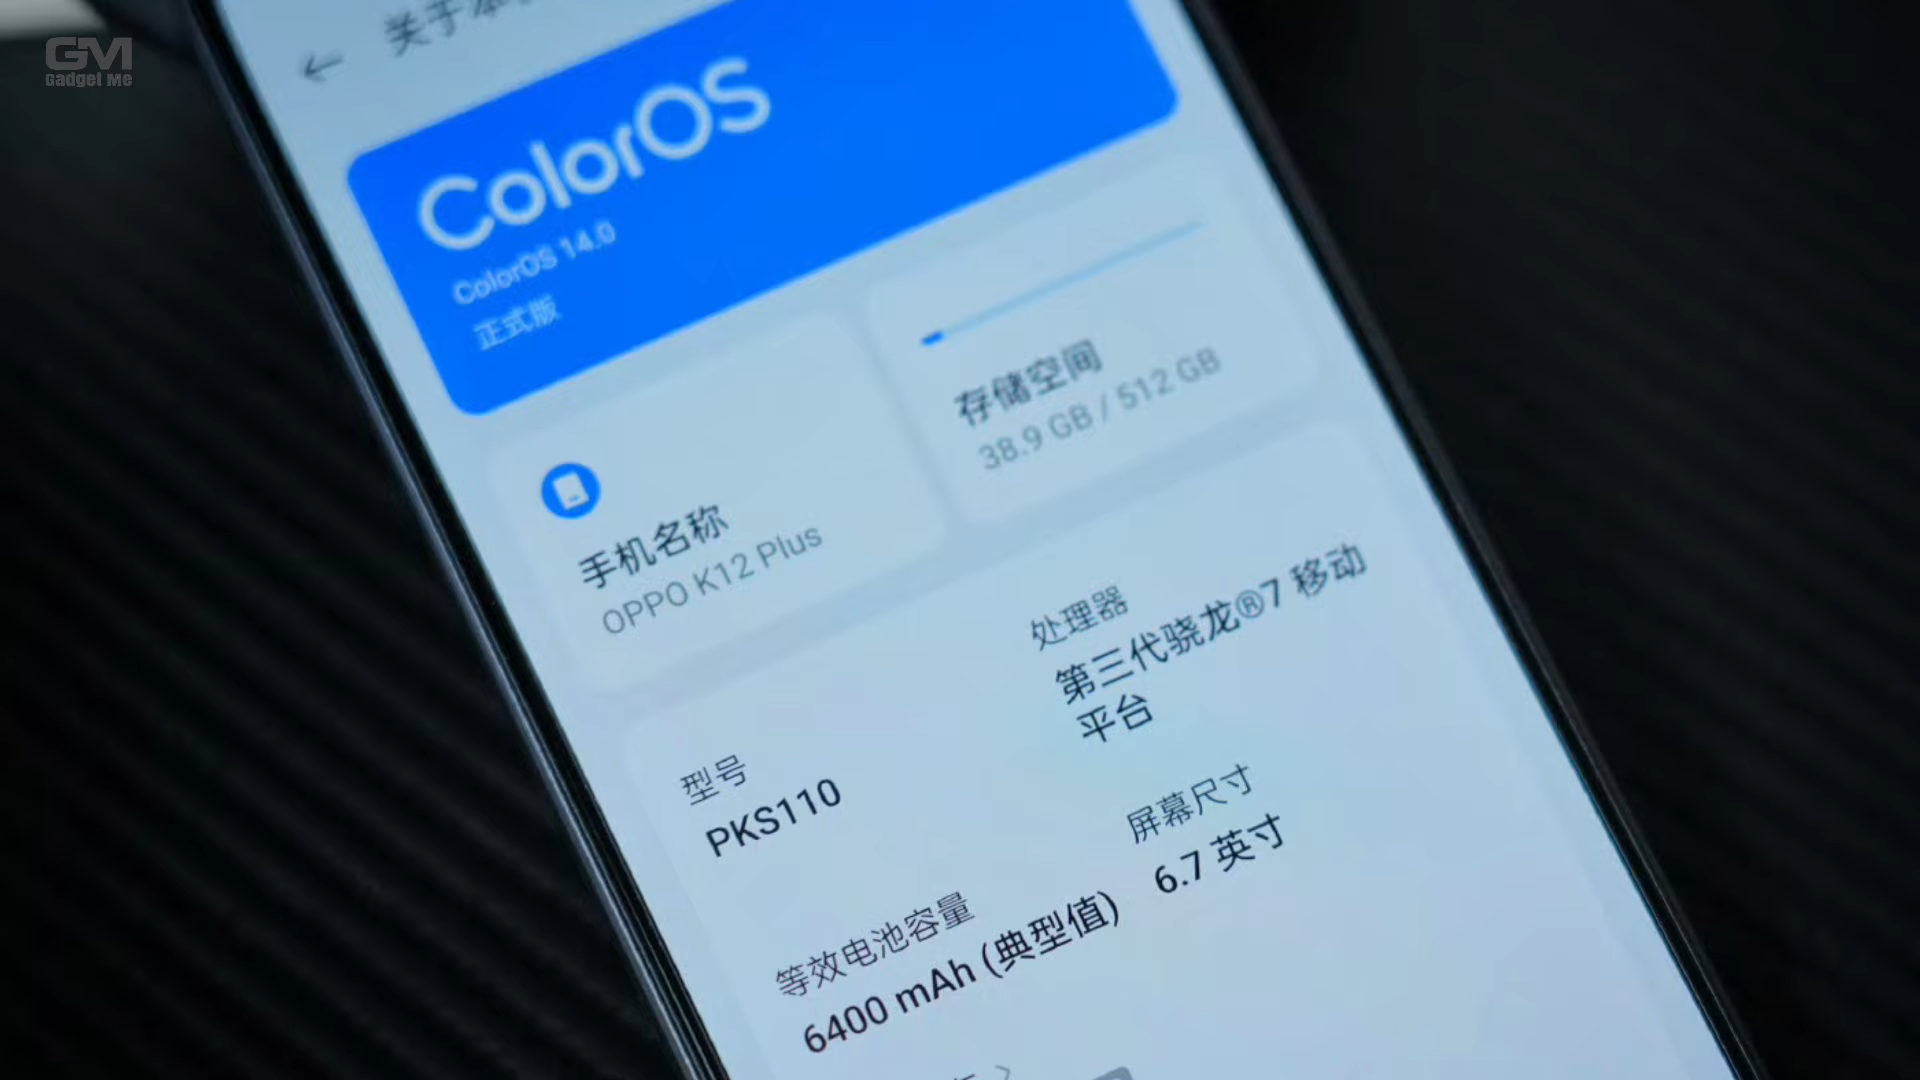 GM
Gadget Me
关于本
ColorOS
ColorOS 14.0
正式版
存储空间
38.9 GB / 512 GB
手机名称
OPPO K12 Plus
处理器
第三代骁龙®7 移动
平台
型号
PKS110
屏幕尺寸
6.7 英寸
等效电池容量
6400 mAh (典型值)